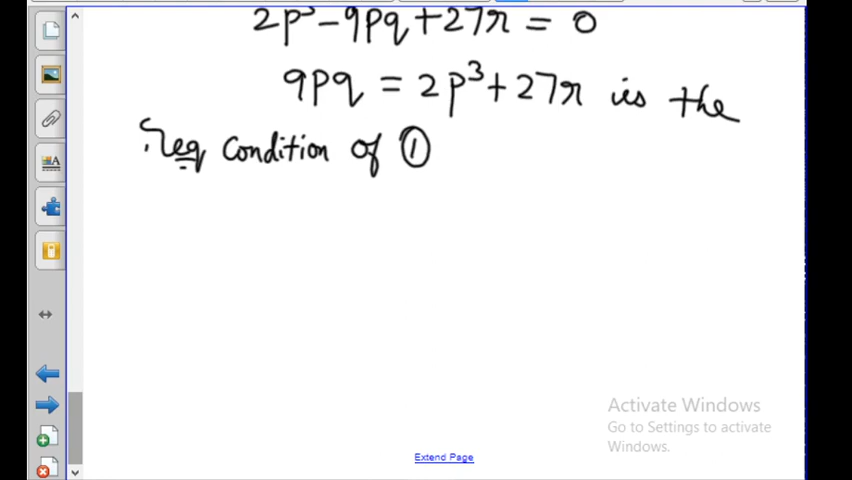 2p³ - 9pq + 27r = 0
9pq = 2p³ + 27r is the
req condition of ①
Activate Windows
Go to Settings to activate
Windows.
Extend Page